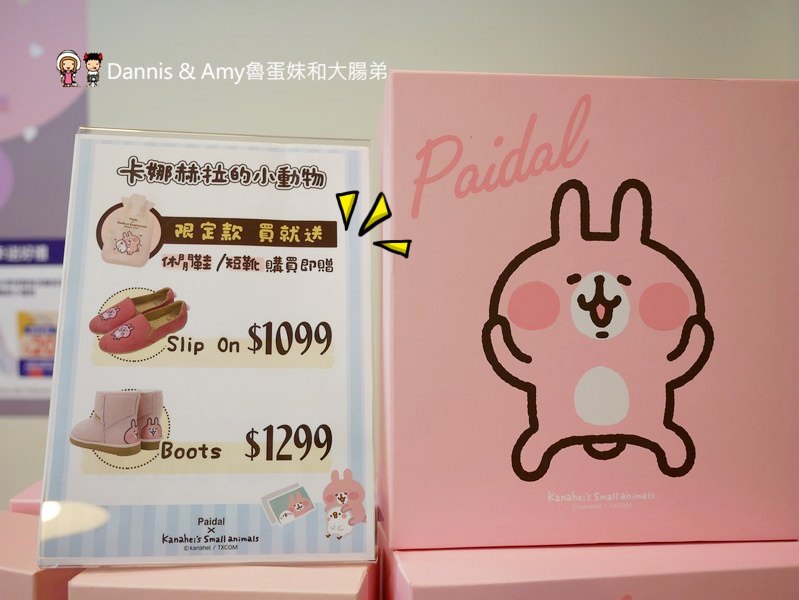 Dannis & Amy魯蛋妹和大腸弟
卡娜赫拉的小動物
限定款 買就送
休閒鞋/短靴 購買即贈
Slip On $1099
Boots $1299
Paidal
×
Kanahei's Small animals
©kanahei / TXCOM
Paidal
Kanahei's Small animals
©kanahei / TXCOM